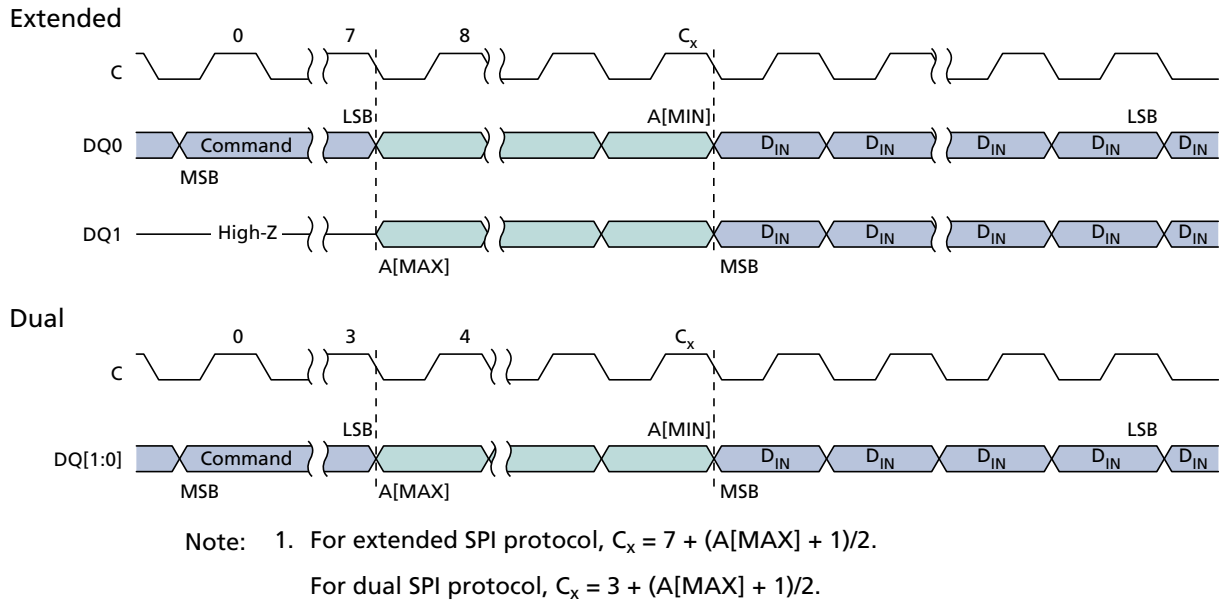 Extended
0 7 8 Cx
C
LSB A[MIN] LSB
DQ0 Command DIN DIN DIN DIN DIN
MSB
DQ1 High-Z DIN DIN DIN DIN DIN
A[MAX] MSB
Dual
0 3 4 Cx
C
LSB A[MIN] LSB
DQ[1:0] Command DIN DIN DIN DIN DIN
MSB A[MAX] MSB
Note: 1. For extended SPI protocol, Cx = 7 + (A[MAX] + 1)/2.
For dual SPI protocol, Cx = 3 + (A[MAX] + 1)/2.